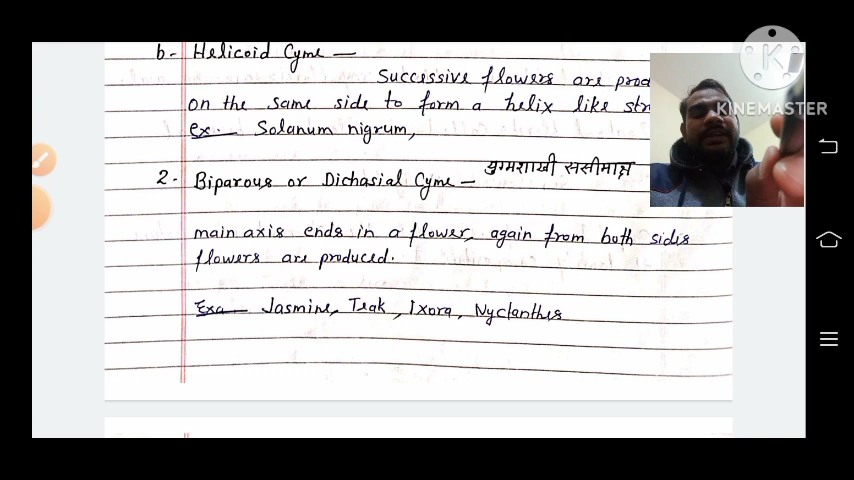 b- Helicoid Cyme —
Successive flowers are prod
on the same side to form a helix like str
ex.— Solanum nigrum,
2- Biparous or Dichasial Cyme — युग्मशाखी ससीमाक्ष
main axis ends in a flower, again from both sides
flowers are produced.
Exa— Jasmine, Teak, Ixora, Nyctanthes
K
KINEMASTER